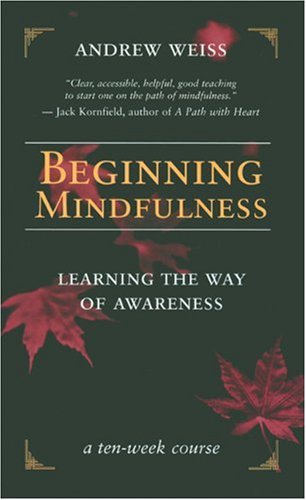 ANDREW WEISS
“Clear, accessible, helpful, good teaching
to start one on the path of mindfulness.”
— Jack Kornfield, author of A Path with Heart
BEGINNING
MINDFULNESS
LEARNING THE WAY
OF AWARENESS
a ten-week course